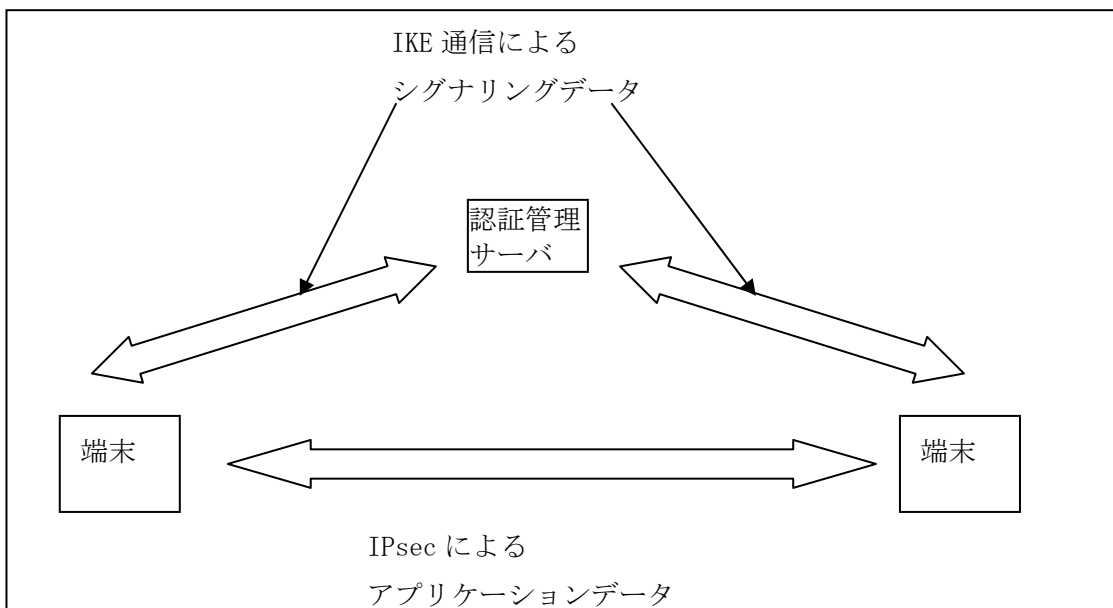 IKE 通信による
シグナリングデータ
認証管理
サーバ
端末
端末
IPsec による
アプリケーションデータ